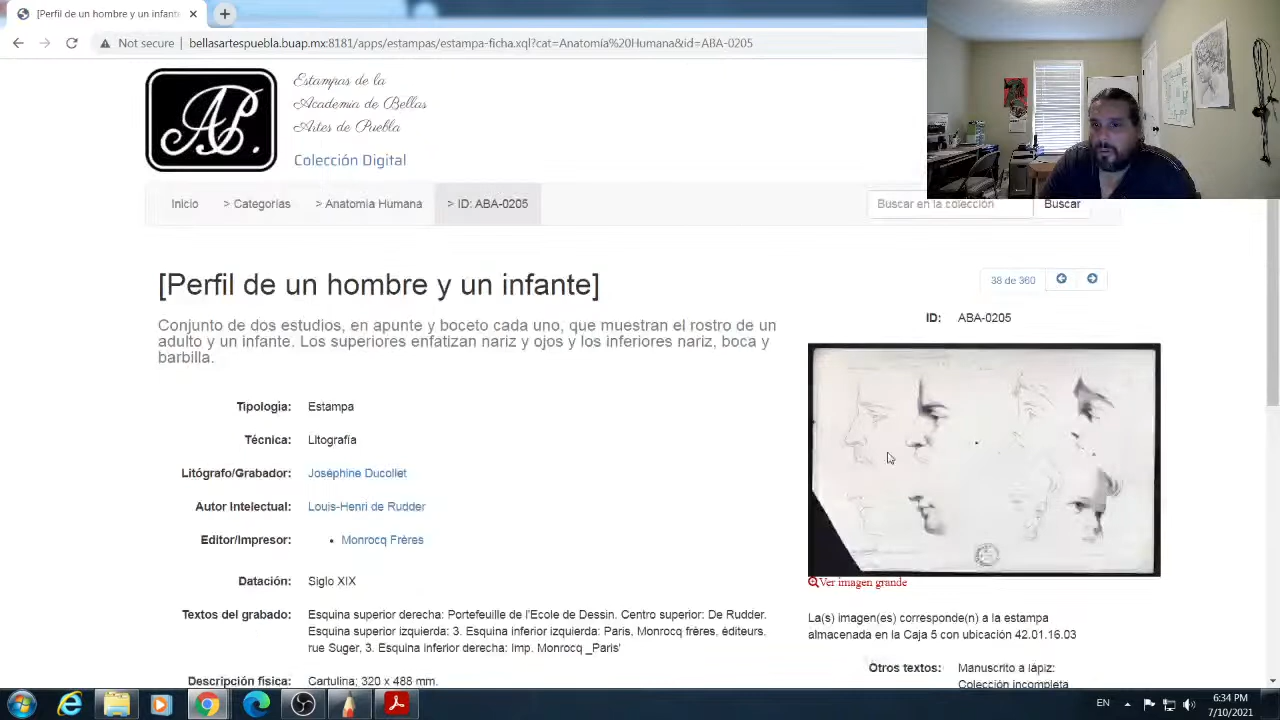 [Perfil de un hombre y un infante
Not secure | bellasartespuebla.buap.mx:8181/apps/estampas/estampa-ficha.xql?cat=Anatomía%20Humana&id=ABA-0205
Estampas de la
Academia de Bellas
Artes de Puebla
Colección Digital
Inicio > Categorías > Anatomía Humana > ID: ABA-0205
Buscar en la colección Buscar
[Perfil de un hombre y un infante]
38 de 360
Conjunto de dos estudios, en apunte y boceto cada uno, que muestran el rostro de un
adulto y un infante. Los superiores enfatizan nariz y ojos y los inferiores nariz, boca y
barbilla.
ID: ABA-0205
Tipología: Estampa
Técnica: Litografía
Litógrafo/Grabador: Joséphine Ducollet
Autor Intelectual: Louis-Henri de Rudder
Editor/Impresor: • Monrocq Frères
Datación: Siglo XIX
Textos del grabado: Esquina superior derecha: Portefeuille de l'Ecole de Dessin. Centro superior: De Rudder.
Esquina superior izquierda: 3. Esquina inferior izquierda: Paris, Monrocq frères, éditeurs.
rue Suger, 3. Esquina inferior derecha: Imp. Monrocq _Paris'
Descripción física: Cartulina; 320 x 488 mm.
Ver imagen grande
La(s) imagen(es) corresponde(n) a la estampa
almacenada en la Caja 5 con ubicación 42.01.16.03
Otros textos: Manuscrito a lápiz:
Colección incompleta
EN
6:34 PM
7/10/2021